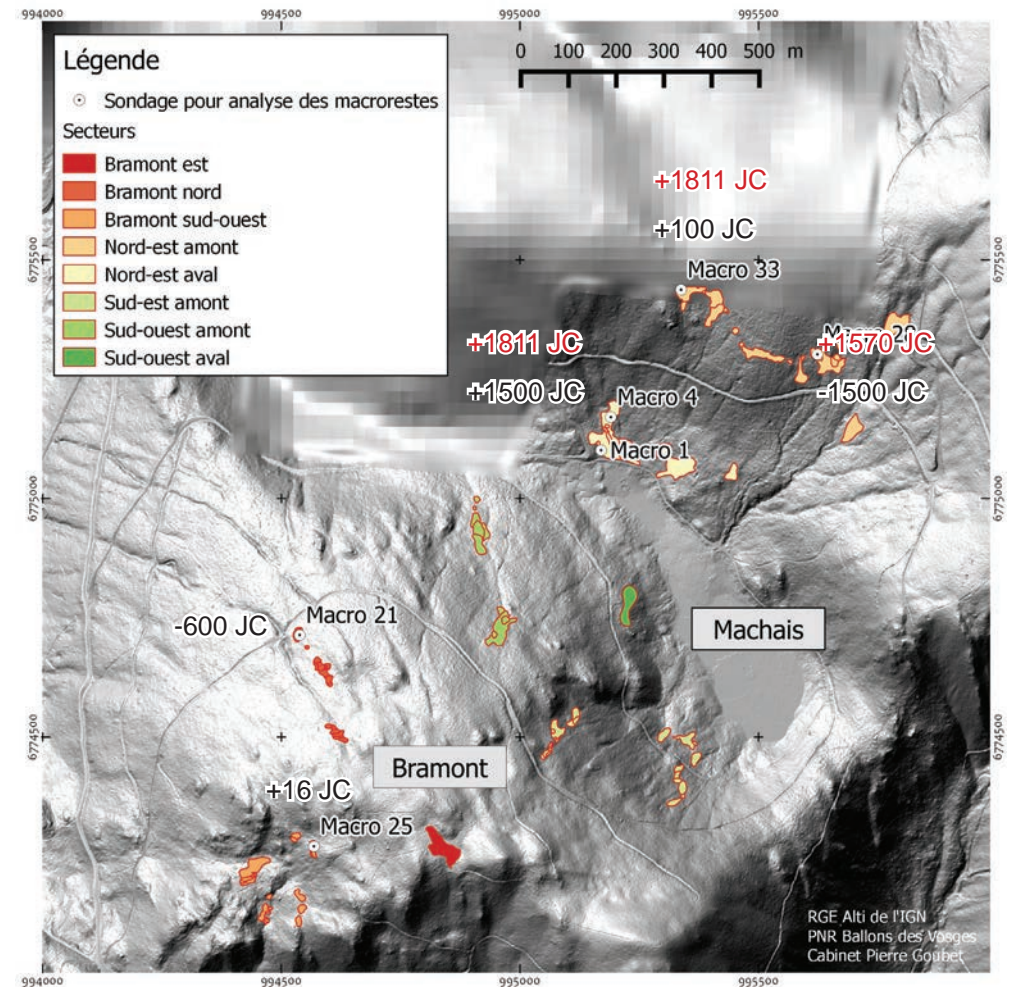 994000
994500
995000
995500
Légende
Sondage pour analyse des macrorestes
Secteurs
Bramont est
Bramont nord
Bramont sud-ouest
Nord-est amont
Nord-est aval
Sud-est amont
Sud-ouest amont
Sud-ouest aval
0 100 200 300 400 500 m
+1811 JC
+100 JC
6775500
6775500
Macro 33
Macro 20
+1811 JC
+1570 JC
+1500 JC
-1500 JC
Macro 4
Macro 1
6775000
6775000
Macro 21
-600 JC
Machais
6774500
6774500
Bramont
+16 JC
Macro 25
RGE Alti de l'IGN
PNR Ballons des Vosges
Cabinet Pierre Goubet
994000
994500
995000
995500